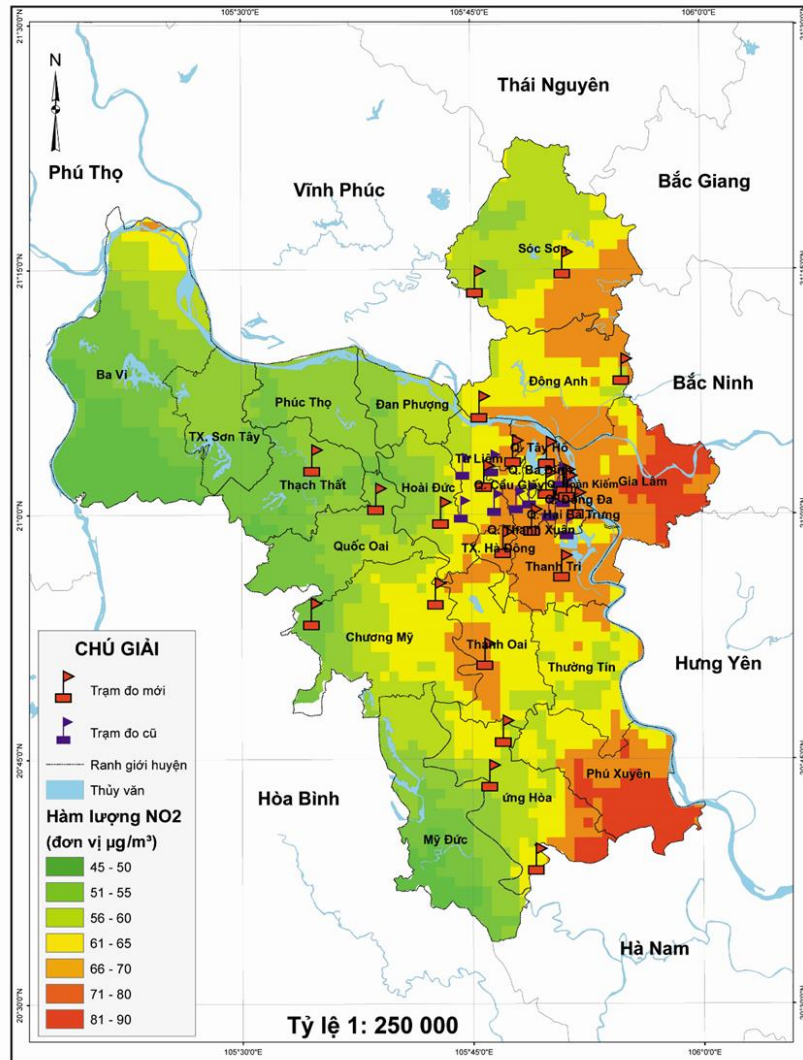 105°30'0"E
105°45'0"E
106°0'0"E
21°30'0"N
N
Thái Nguyên
Phú Thọ
Vĩnh Phúc
Bắc Giang
Sóc Sơn
21°15'0"N
Ba Vì
Đông Anh
Bắc Ninh
Phúc Thọ
Đan Phượng
TX. Sơn Tây
Q. Tây Hồ
Từ Liêm
Q. Ba Đình
Thạch Thất
Hoài Đức
Q. Cầu Giấy
Gia Lâm
Q. Hai Bà Trưng
21°0'0"N
Q. Thanh Xuân
Quốc Oai
TX. Hà Đông
Thanh Trì
Chương Mỹ
Thanh Oai
Thường Tín
Hưng Yên
CHÚ GIẢI
Trạm đo mới
Trạm đo cũ
Ranh giới huyện
Thủy văn
20°45'0"N
Hòa Bình
Phú Xuyên
ứng Hòa
Mỹ Đức
Hàm lượng NO2
(đơn vị µg/m³)
45 - 50
51 - 55
56 - 60
61 - 65
66 - 70
71 - 80
81 - 90
Hà Nam
20°30'0"N
Tỷ lệ 1: 250 000
105°30'0"E
105°45'0"E
106°0'0"E